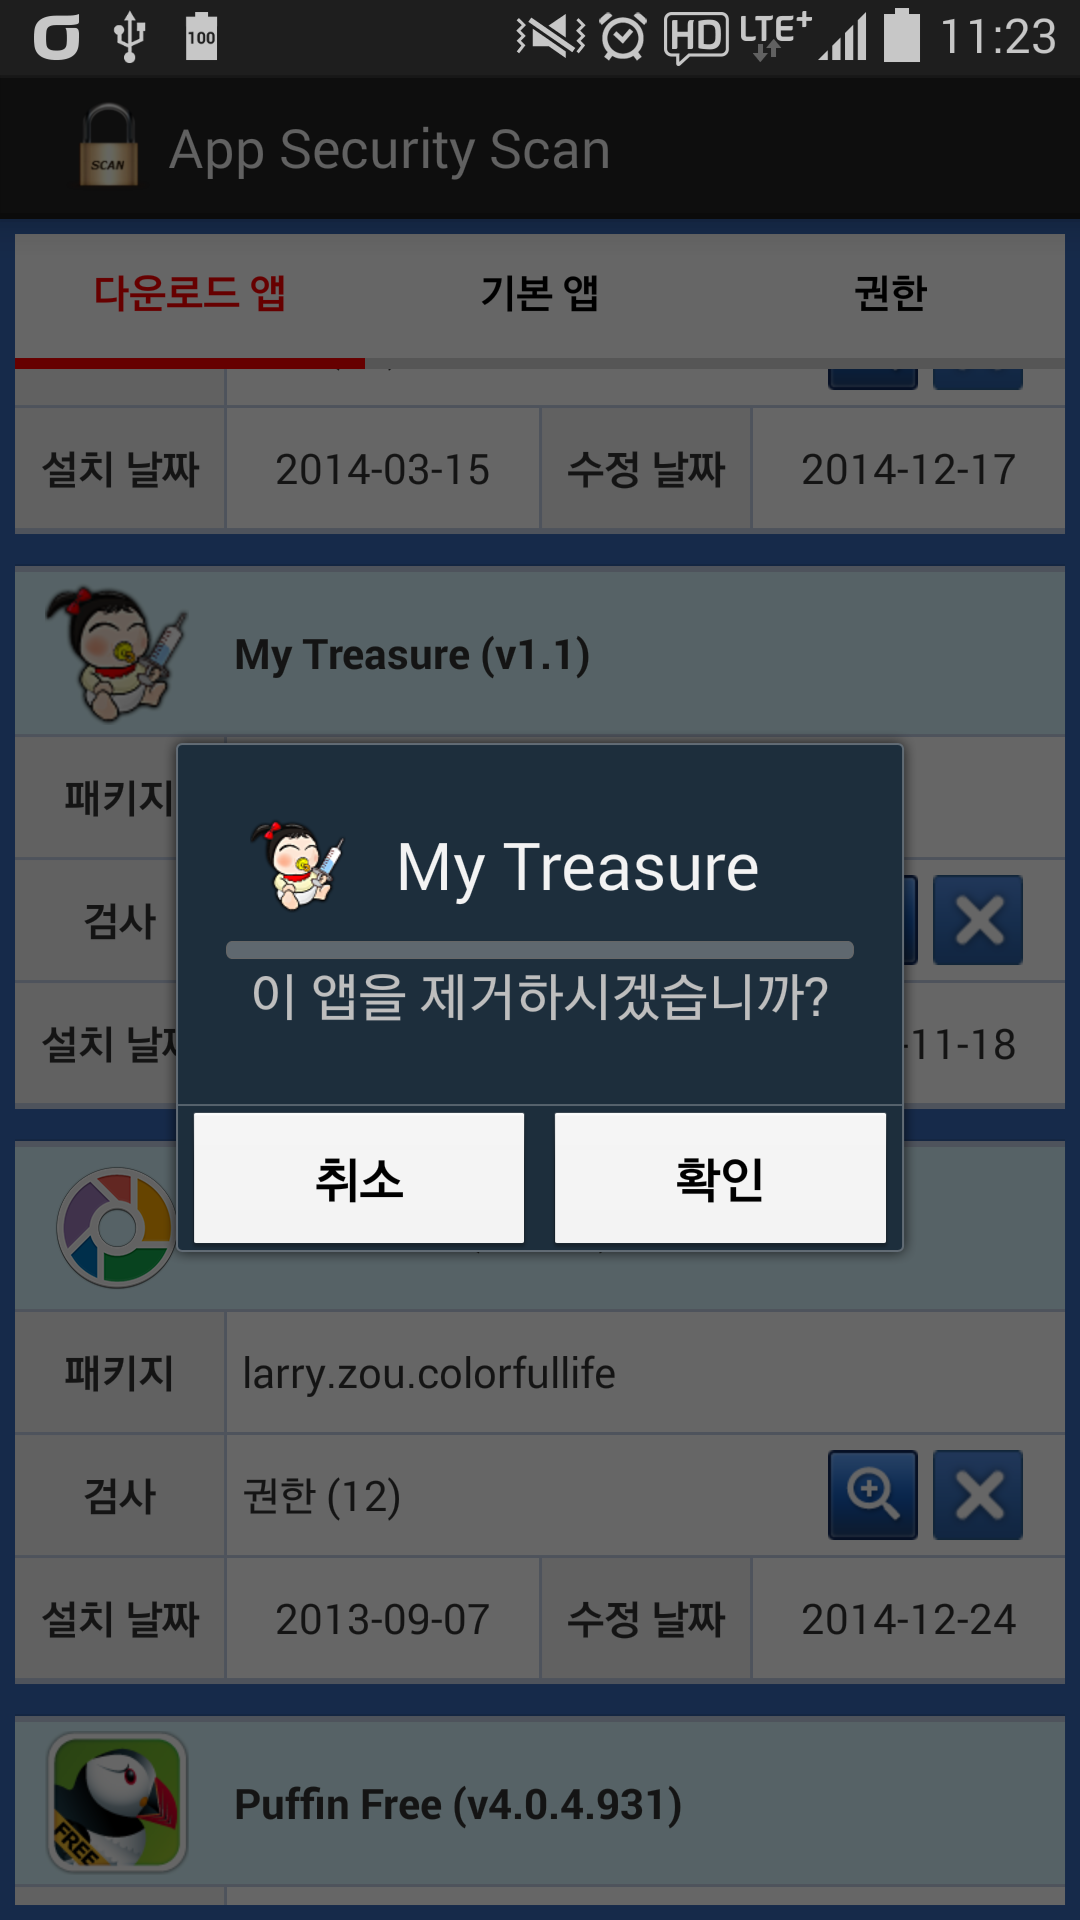 100
HD LTE+ 11:23
SCAN
App Security Scan
다운로드 앱 기본 앱 권한
설치 날짜 2014-03-15 수정 날짜 2014-12-17
My Treasure (v1.1)
패키지
My Treasure
검사
이 앱을 제거하시겠습니까?
설치 -11-18
취소 확인
패키지 larry.zou.colorfullife
검사 권한 (12)
설치 날짜 2013-09-07 수정 날짜 2014-12-24
Puffin Free (v4.0.4.931)
FREE